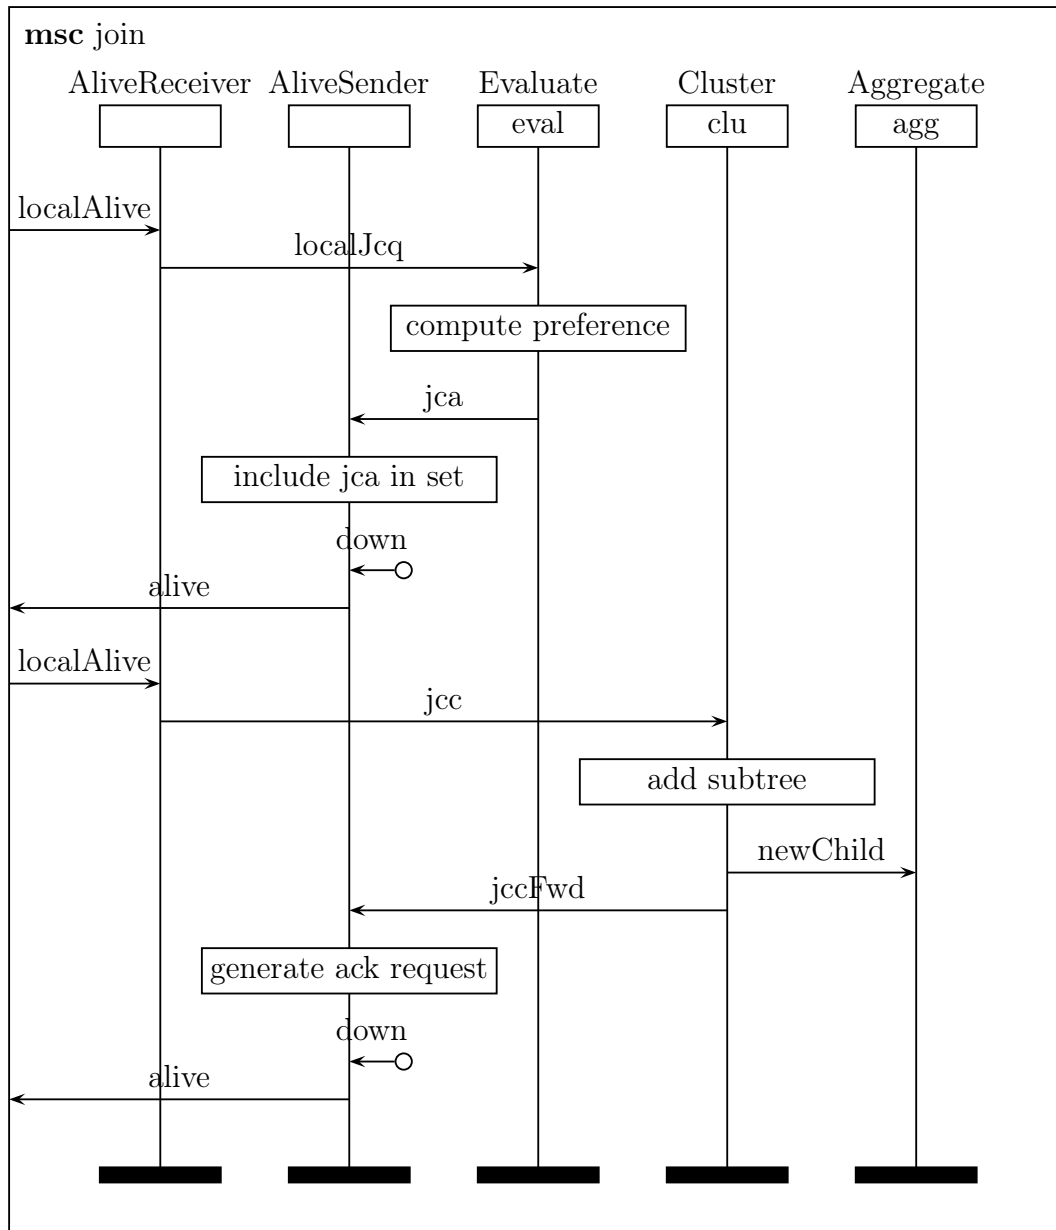 msc join
AliveReceiver AliveSender Evaluate Cluster Aggregate
eval clu agg
localAlive
localJcq
compute preference
jca
include jca in set
down
alive
localAlive
jcc
add subtree
newChild
jccFwd
generate ack request
down
alive